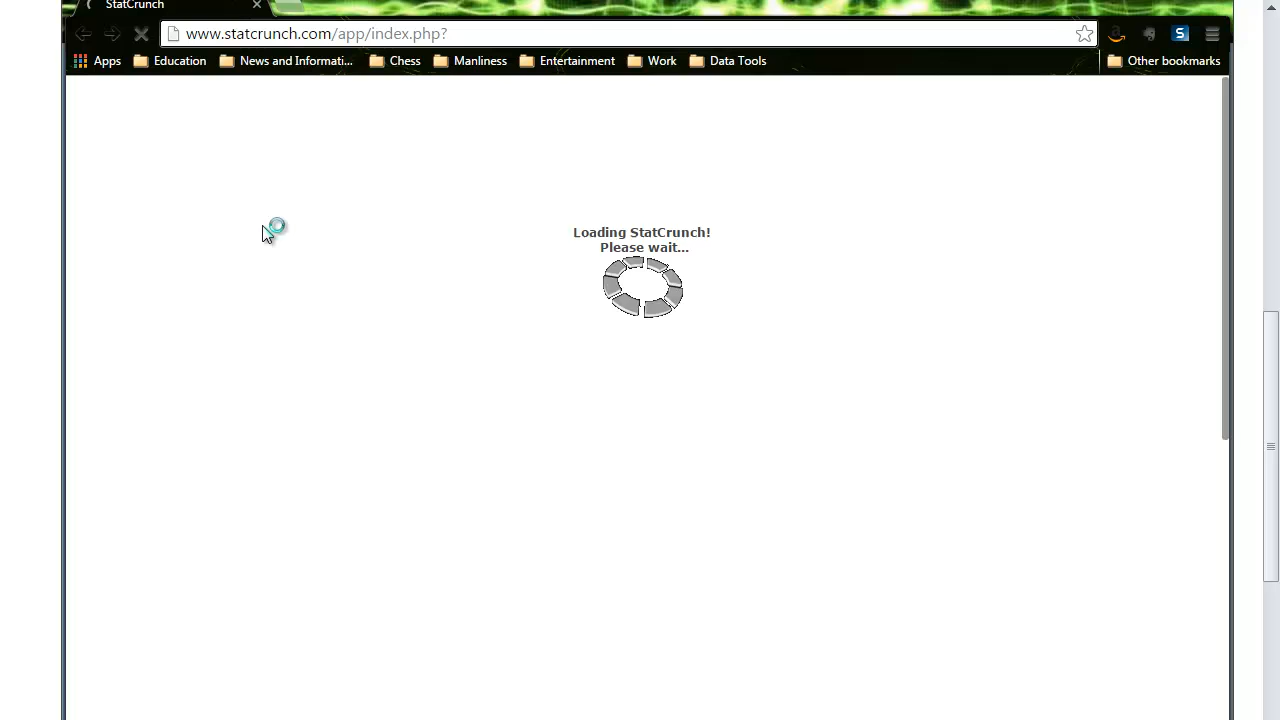 StatCrunch
www.statcrunch.com/app/index.php?
Apps Education News and Informati... Chess Manliness Entertainment Work Data Tools Other bookmarks
Loading StatCrunch!
Please wait...